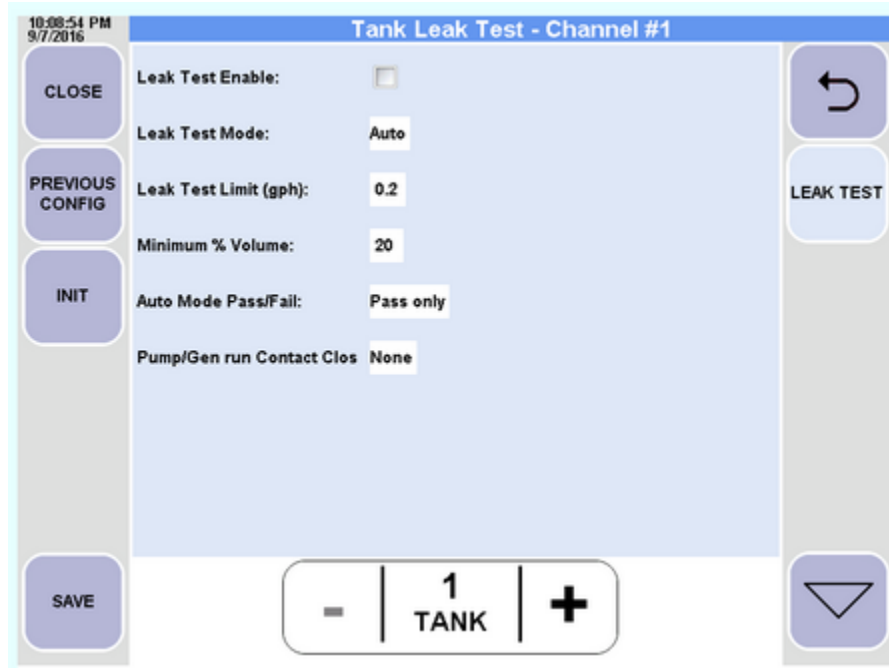 10:08:54 PM
9/7/2016
Tank Leak Test - Channel #1
CLOSE
PREVIOUS
CONFIG
INIT
SAVE
Leak Test Enable:
Leak Test Mode: Auto
Leak Test Limit (gph): 0.2
Minimum % Volume: 20
Auto Mode Pass/Fail: Pass only
Pump/Gen run Contact Clos None
LEAK TEST
- 1 +
TANK